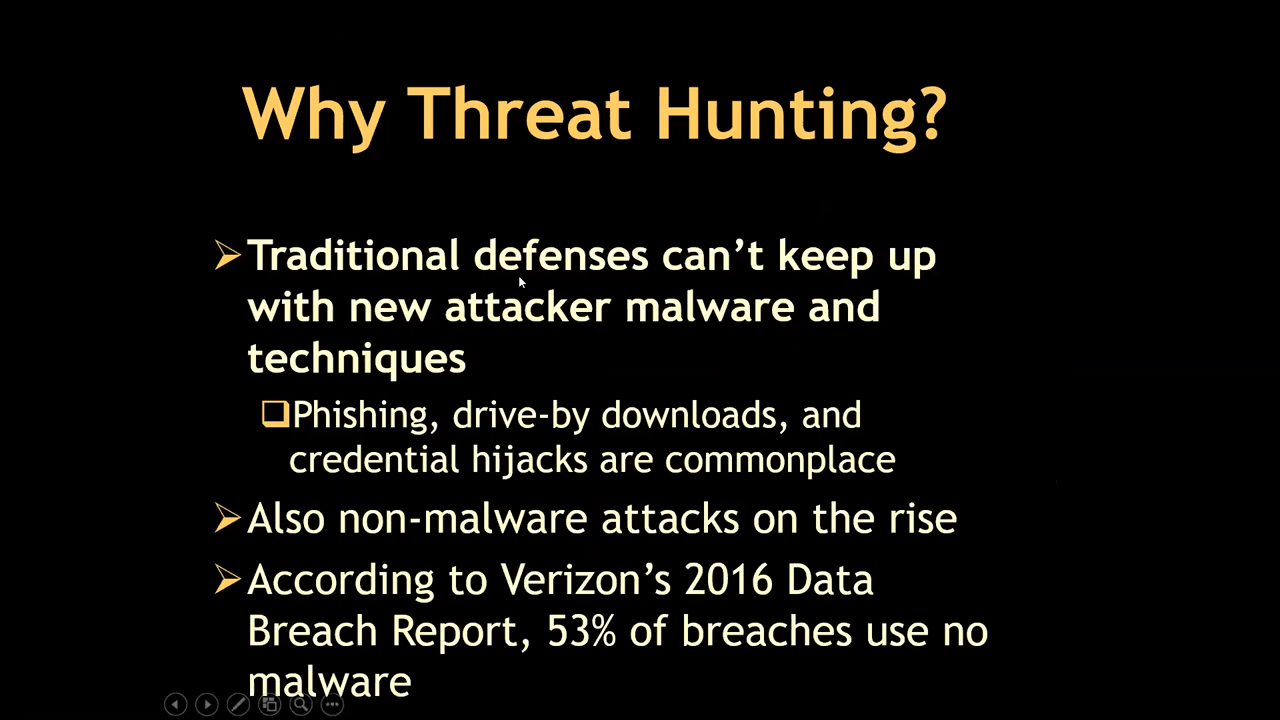 Why Threat Hunting?
Traditional defenses can’t keep up
with new attacker malware and
techniques
Phishing, drive-by downloads, and
credential hijacks are commonplace
Also non-malware attacks on the rise
According to Verizon’s 2016 Data
Breach Report, 53% of breaches use no
malware